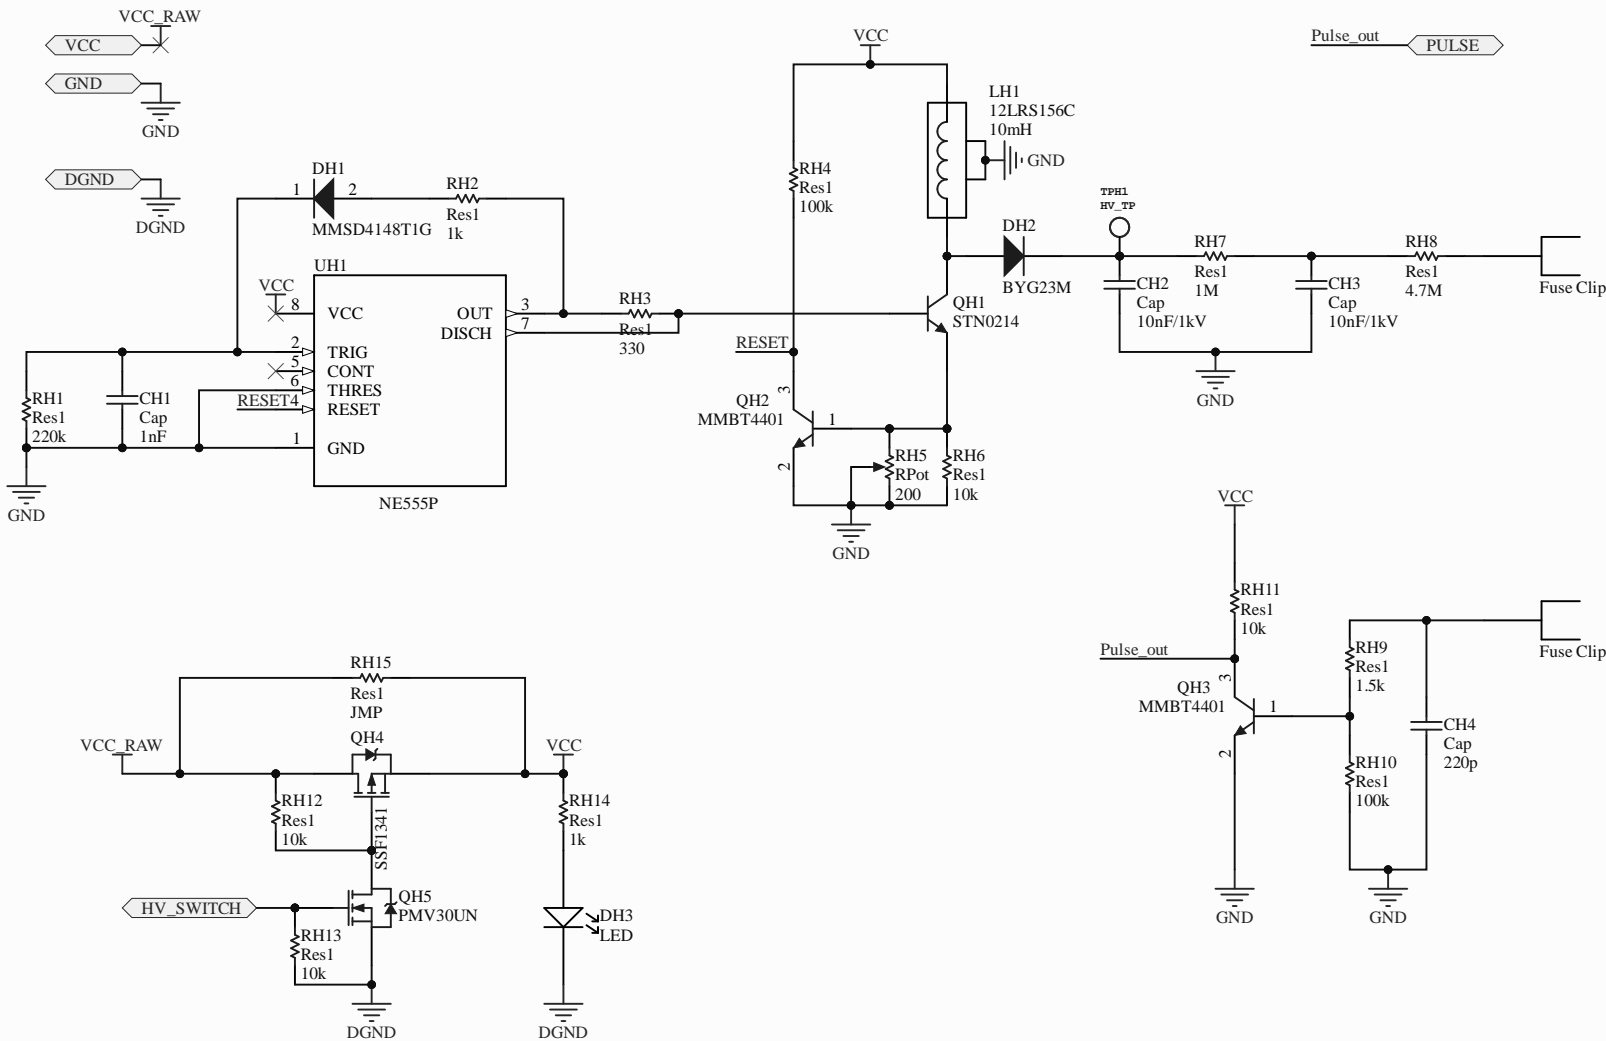 VCC_RAW
VCC
GND
GND
DGND
DGND
Pulse_out
PULSE
DH1
1
2
MMSD4148T1G
RH2
Res1
1k
UH1
VCC
8
VCC
2
TRIG
5
CONT
6
THRES
RESET
4
RESET
1
GND
OUT
3
DISCH
7
NE555P
RH1
Res1
220k
CH1
Cap
1nF
GND
RH3
Res1
330
VCC
RH4
Res1
100k
LH1
12LRS156C
10mH
GND
RESET
3
QH2
MMBT4401
1
2
QH1
STN0214
DH2
BYG23M
RH5
RPot
200
RH6
Res1
10k
GND
TPH1
HV_TP
CH2
Cap
10nF/1kV
RH7
Res1
1M
CH3
Cap
10nF/1kV
RH8
Res1
4.7M
Fuse Clip
GND
VCC
RH11
Res1
10k
Pulse_out
3
QH3
MMBT4401
1
2
GND
RH9
Res1
1.5k
RH10
Res1
100k
CH4
Cap
220p
Fuse Clip
GND
RH15
Res1
JMP
VCC_RAW
QH4
SSF1341
VCC
RH12
Res1
10k
RH14
Res1
1k
HV_SWITCH
QH5
PMV30UN
RH13
Res1
10k
DH3
LED
DGND
DGND